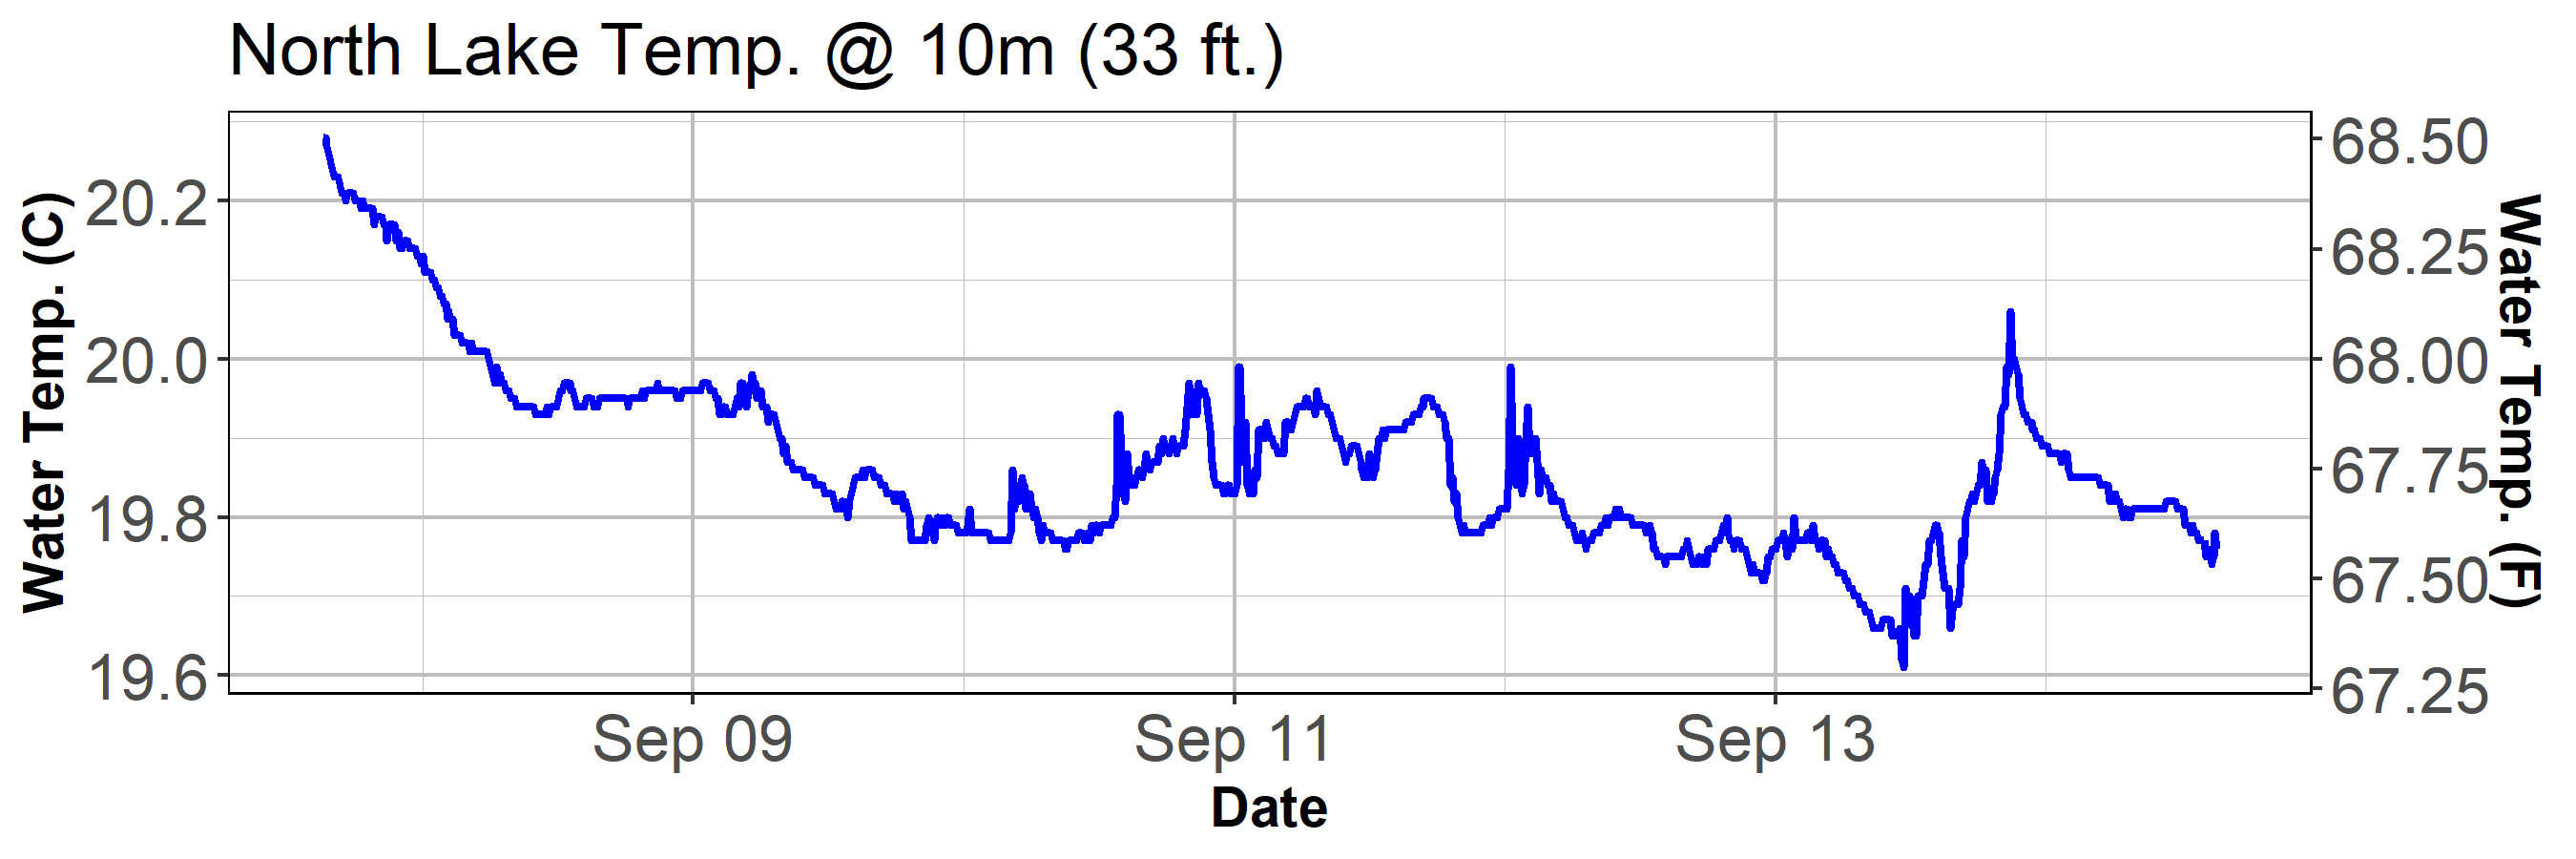 North Lake Temp. @ 10m (33 ft.)
Water Temp. (C)
20.2
20.0
19.8
19.6
68.50
68.25
68.00
67.75
67.50
67.25
Water Temp. (F)
Sep 09
Sep 11
Sep 13
Date